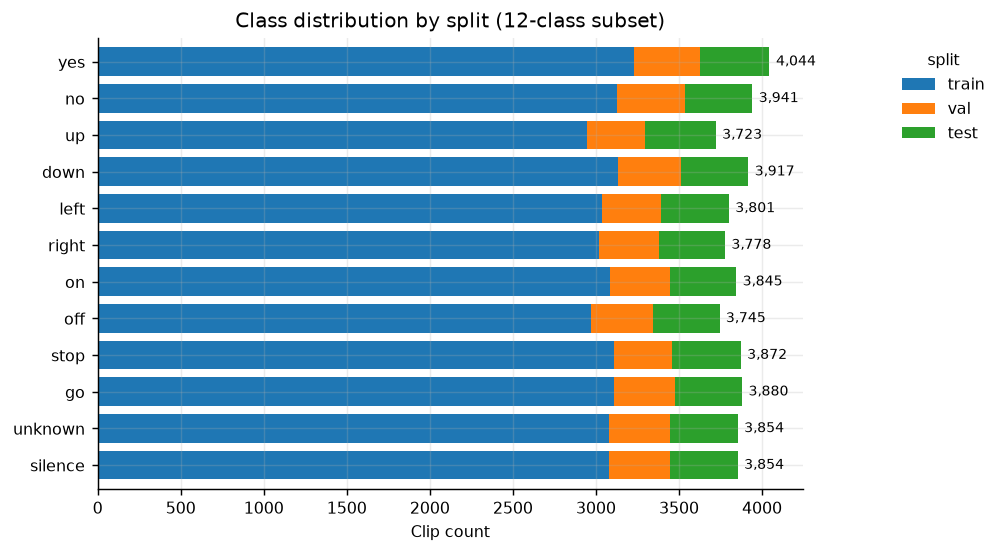 Class distribution by split (12-class subset)
yes 4,044
no 3,941
up 3,723
down 3,917
left 3,801
right 3,778
on 3,845
off 3,745
stop 3,872
go 3,880
unknown 3,854
silence 3,854
0 500 1000 1500 2000 2500 3000 3500 4000
Clip count
split
train
val
test